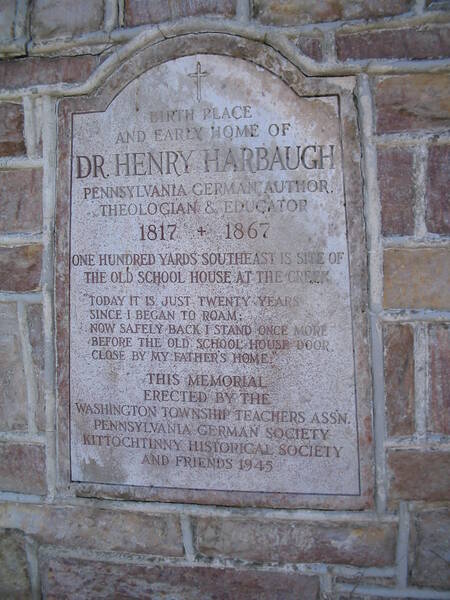 BIRTH PLACE
AND EARLY HOME OF
DR. HENRY HARBAUGH
PENNSYLVANIA GERMAN AUTHOR,
THEOLOGIAN & EDUCATOR
1817 + 1867
ONE HUNDRED YARDS SOUTHEAST IS SITE OF
THE OLD SCHOOL HOUSE AT THE CREEK
"TODAY IT IS JUST TWENTY YEARS
SINCE I BEGAN TO ROAM;
NOW SAFELY BACK I STAND ONCE MORE
BEFORE THE OLD SCHOOL HOUSE DOOR
CLOSE BY MY FATHER'S HOME."
THIS MEMORIAL
ERECTED BY THE
WASHINGTON TOWNSHIP TEACHERS ASSN.
PENNSYLVANIA GERMAN SOCIETY
KITTOCHTINNY HISTORICAL SOCIETY
AND FRIENDS 1945